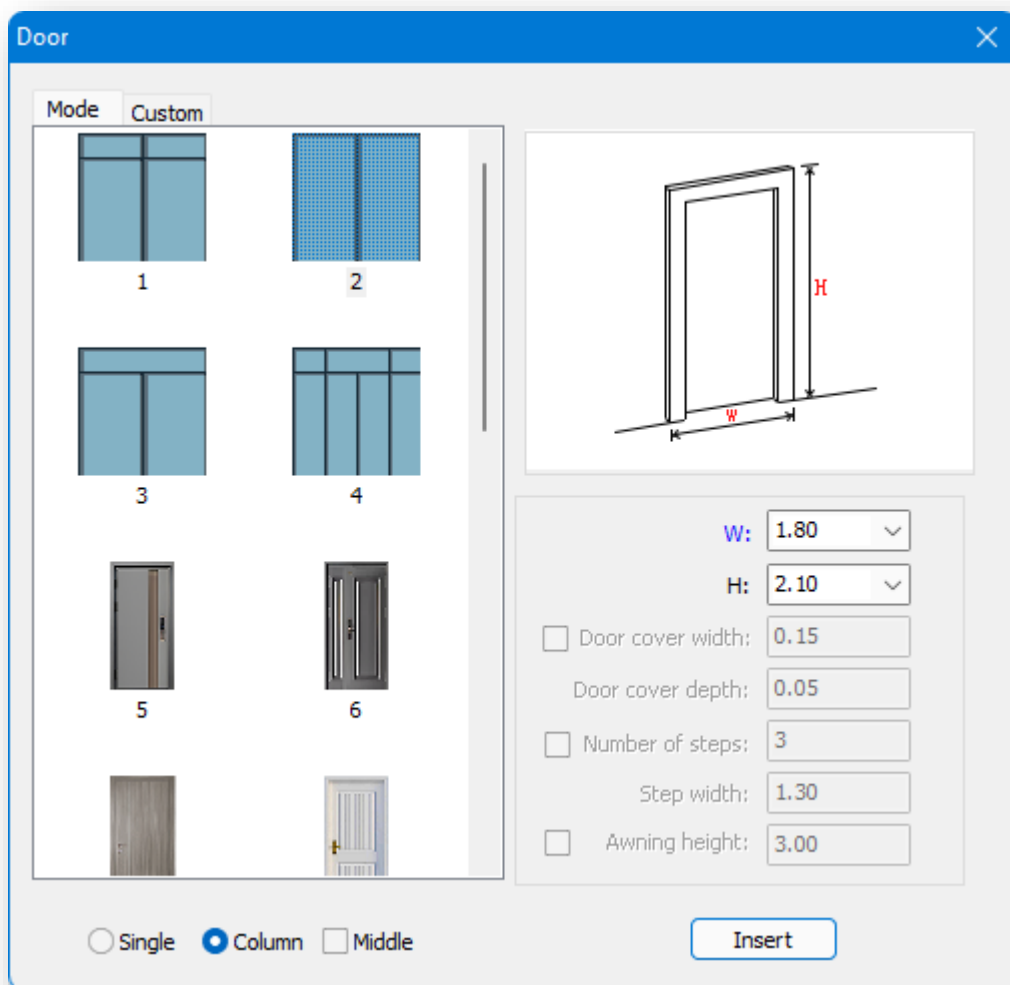 Door
Mode
Custom
1
2
3
4
5
6
H
W
W: 1.80
H: 2.10
Door cover width: 0.15
Door cover depth: 0.05
Number of steps: 3
Step width: 1.30
Awning height: 3.00
Single
Column
Middle
Insert